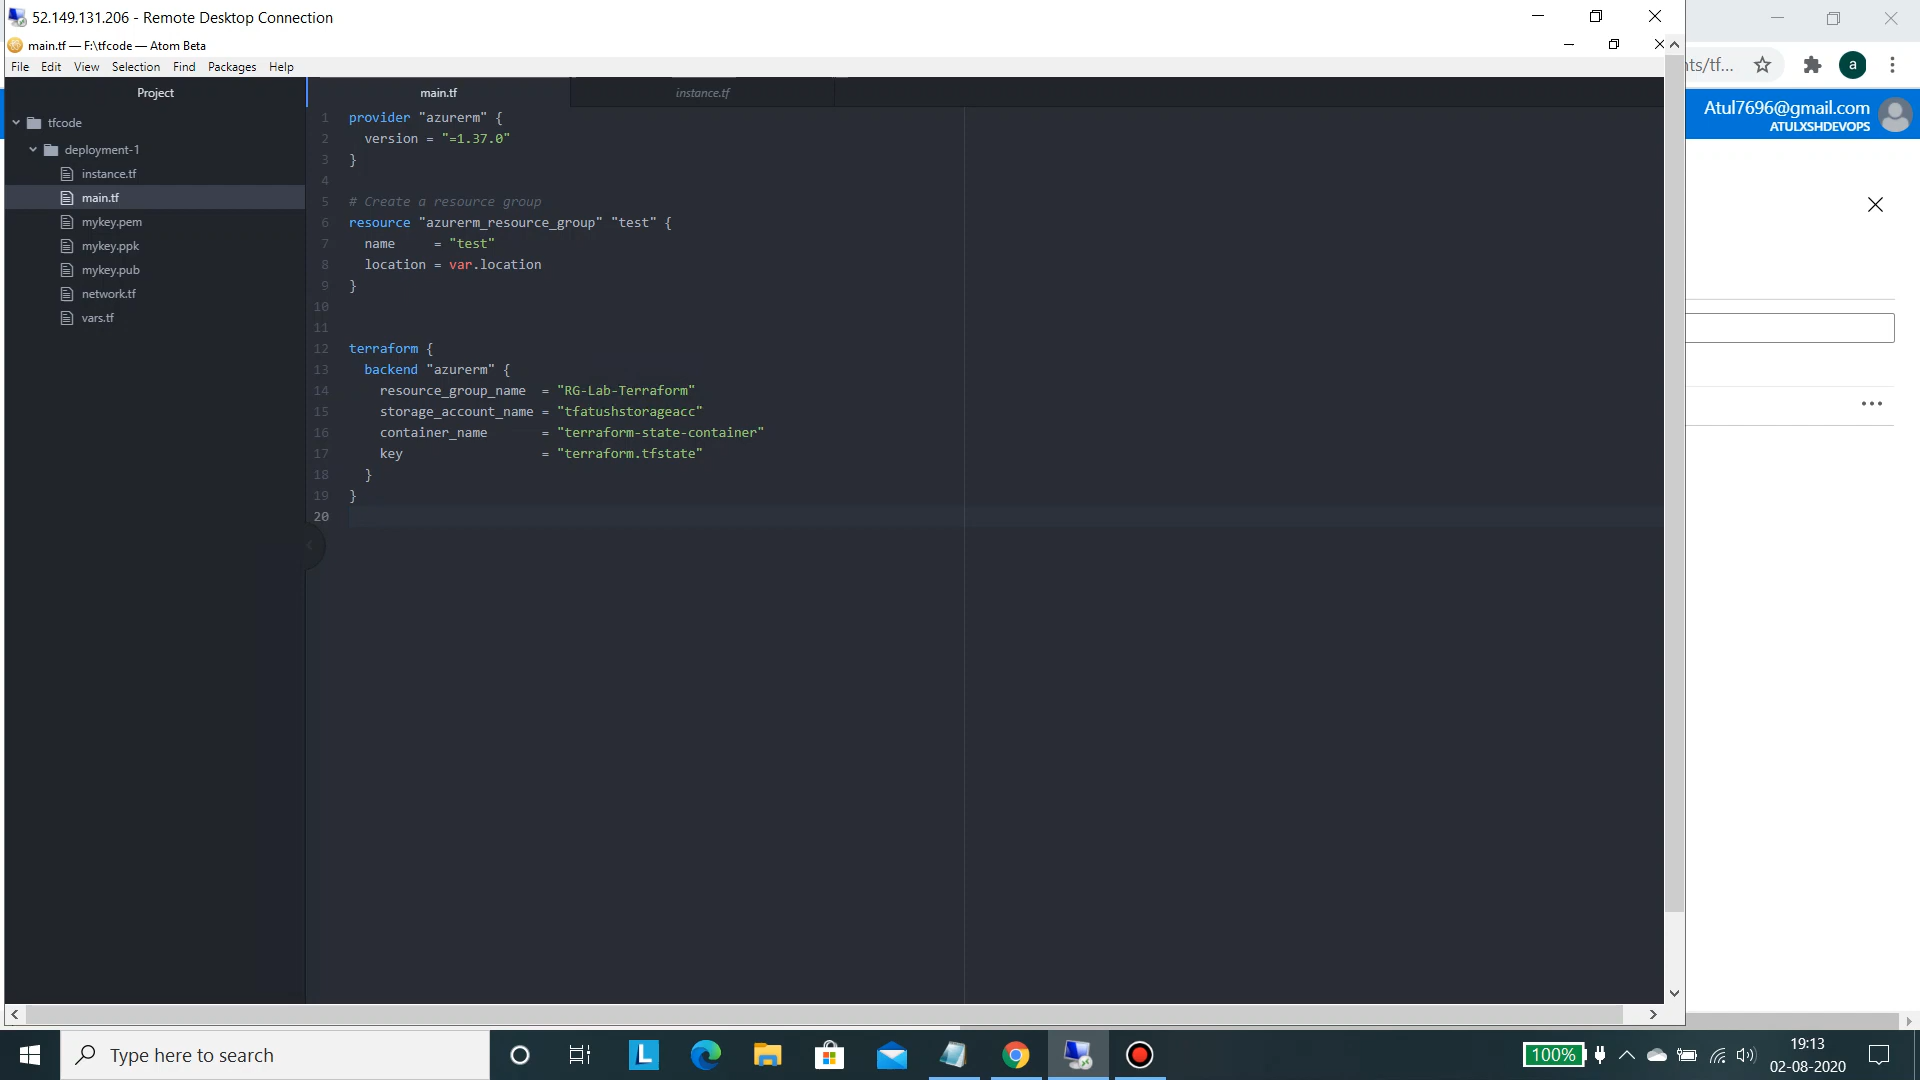 52.149.131.206 - Remote Desktop Connection
main.tf — F:\tfcode — Atom Beta
File Edit View Selection Find Packages Help
Project
tfcode
deployment-1
instance.tf
main.tf
mykey.pem
mykey.ppk
mykey.pub
network.tf
vars.tf
main.tf
instance.tf
1 provider "azurerm" {
2 version = "=1.37.0"
3 }
4
5 # Create a resource group
6 resource "azurerm_resource_group" "test" {
7 name     = "test"
8 location = var.location
9 }
10
11
12 terraform {
13 backend "azurerm" {
14 resource_group_name  = "RG-Lab-Terraform"
15 storage_account_name = "tfatushstorageacc"
16 container_name       = "terraform-state-container"
17 key                  = "terraform.tfstate"
18 }
19 }
20
nts/tf...
a
Atul7696@gmail.com
ATULXSHDEVOPS
Type here to search
L
100%
19:13
02-08-2020